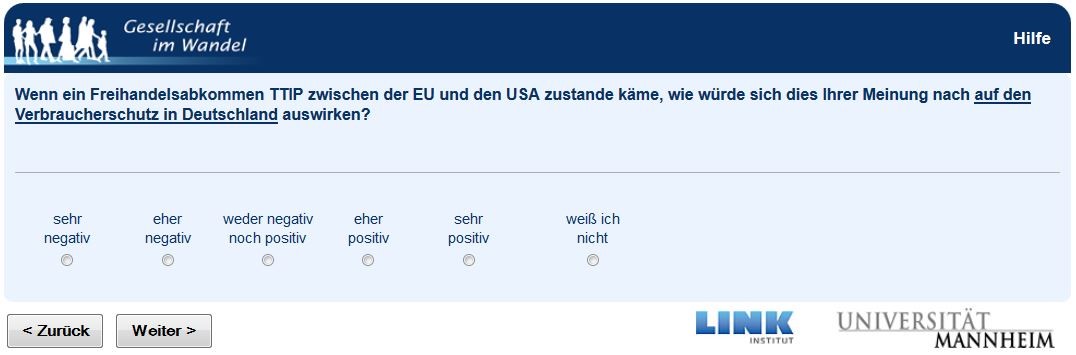 Gesellschaft
im Wandel
Hilfe
Wenn ein Freihandelsabkommen TTIP zwischen der EU und den USA zustande käme, wie würde sich dies Ihrer Meinung nach auf den
Verbraucherschutz in Deutschland auswirken?
sehr
negativ
eher
negativ
weder negativ
noch positiv
eher
positiv
sehr
positiv
weiß ich
nicht
< Zurück
Weiter >
LINK
INSTITUT
UNIVERSITÄT
MANNHEIM